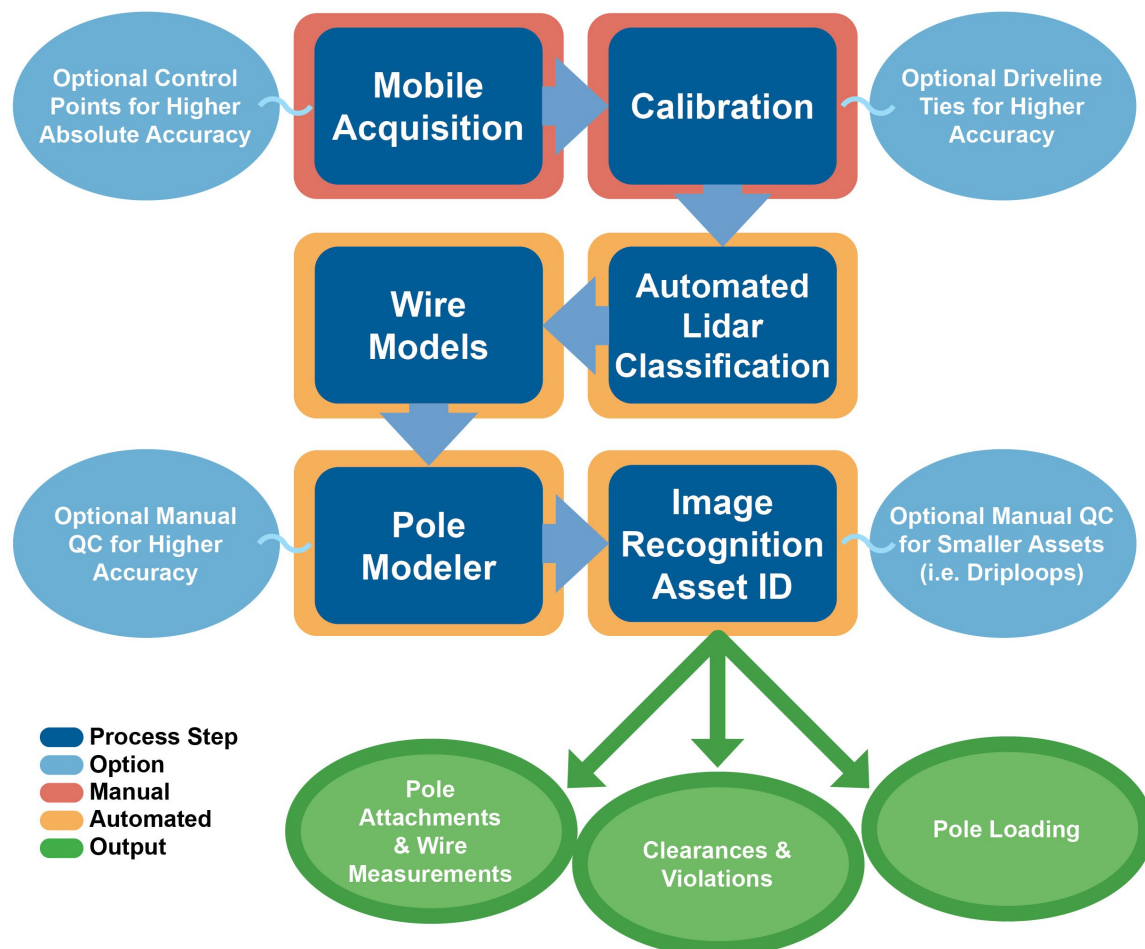 Optional Control
Points for Higher
Absolute Accuracy
Mobile
Acquisition
Calibration
Optional Driveline
Ties for Higher
Accuracy
Wire
Models
Automated
Lidar
Classification
Optional Manual
QC for Higher
Accuracy
Pole
Modeler
Image
Recognition
Asset ID
Optional Manual QC
for Smaller Assets
(i.e. Driploops)
Process Step
Option
Manual
Automated
Output
Pole
Attachments
& Wire
Measurements
Clearances &
Violations
Pole Loading